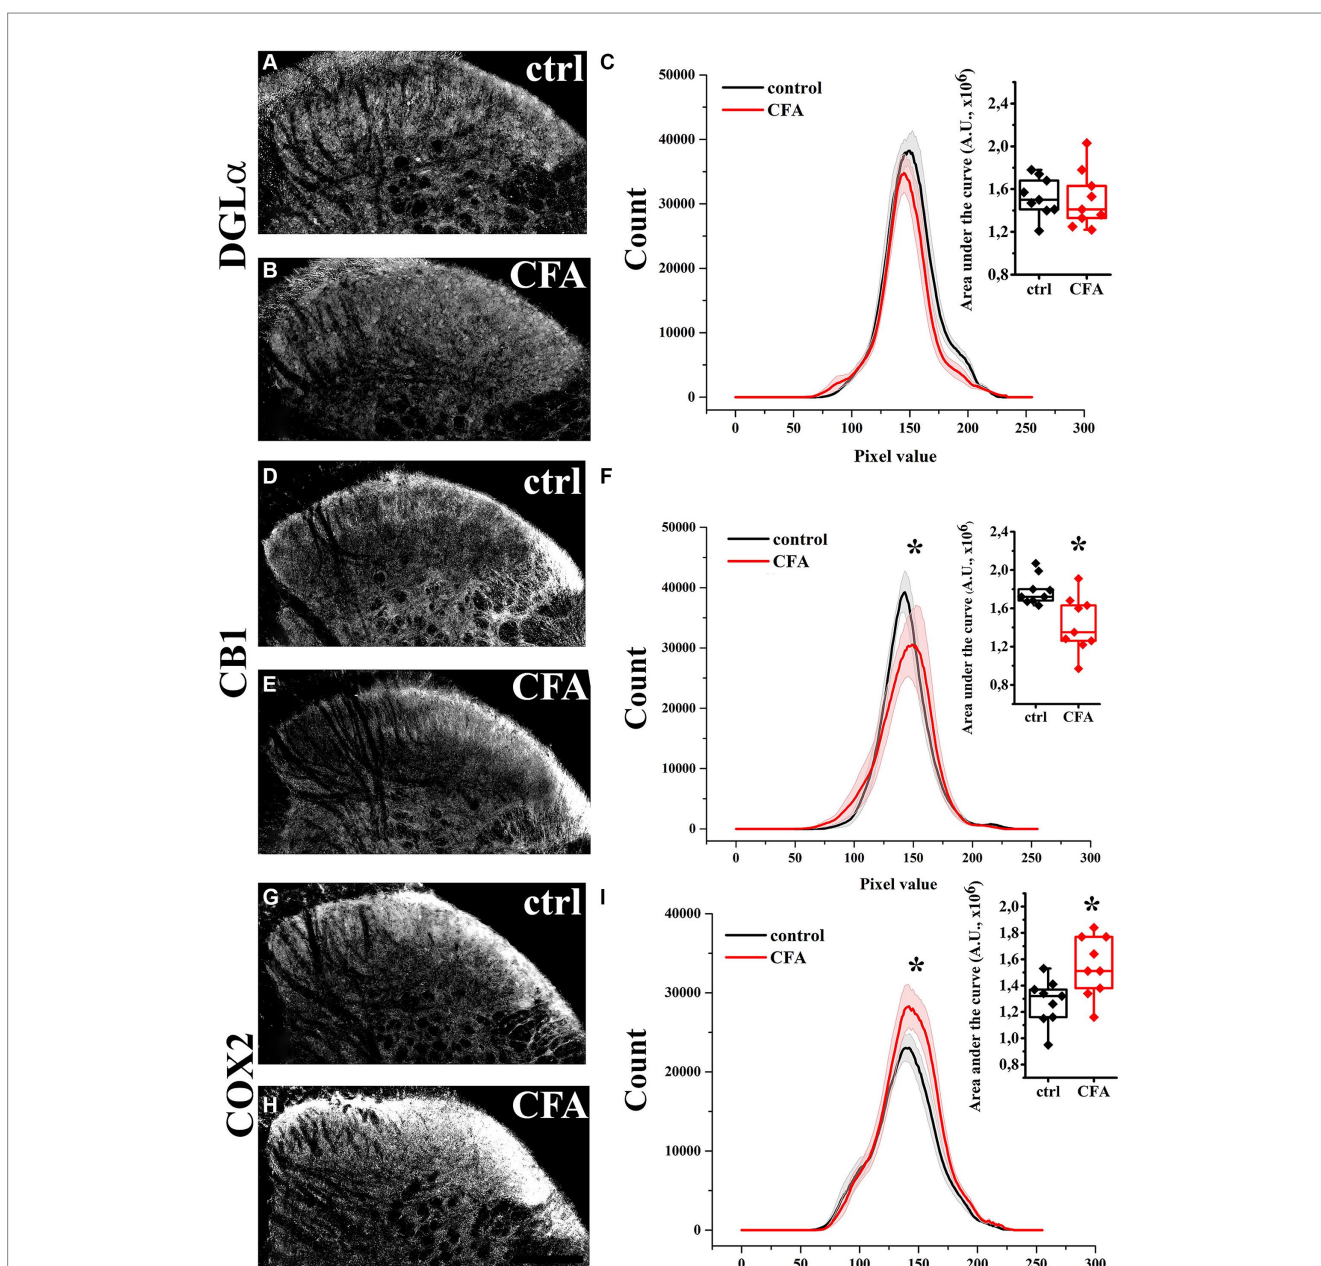 A
ctrl
DGLα
B
CFA
C
control
CFA
50000
40000
30000
20000
10000
0
Count
0 50 100 150 200 250 300
Pixel value
Area under the curve (A.U., x10⁶)
2,4
2,0
1,6
1,2
0,8
ctrl CFA
D
ctrl
CB1
E
CFA
F
control
CFA
*
50000
40000
30000
20000
10000
0
Count
0 50 100 150 200 250 300
Pixel value
Area under the curve (A.U., x10⁶)
2,4
2,0
1,6
1,2
0,8
*
ctrl CFA
G
ctrl
COX2
H
CFA
I
control
CFA
*
40000
30000
20000
10000
0
Count
0 50 100 150 200 250 300
Area ander the curve (A.U., x10⁶)
2,0
1,8
1,6
1,4
1,2
1,0
0,8
*
ctrl CFA